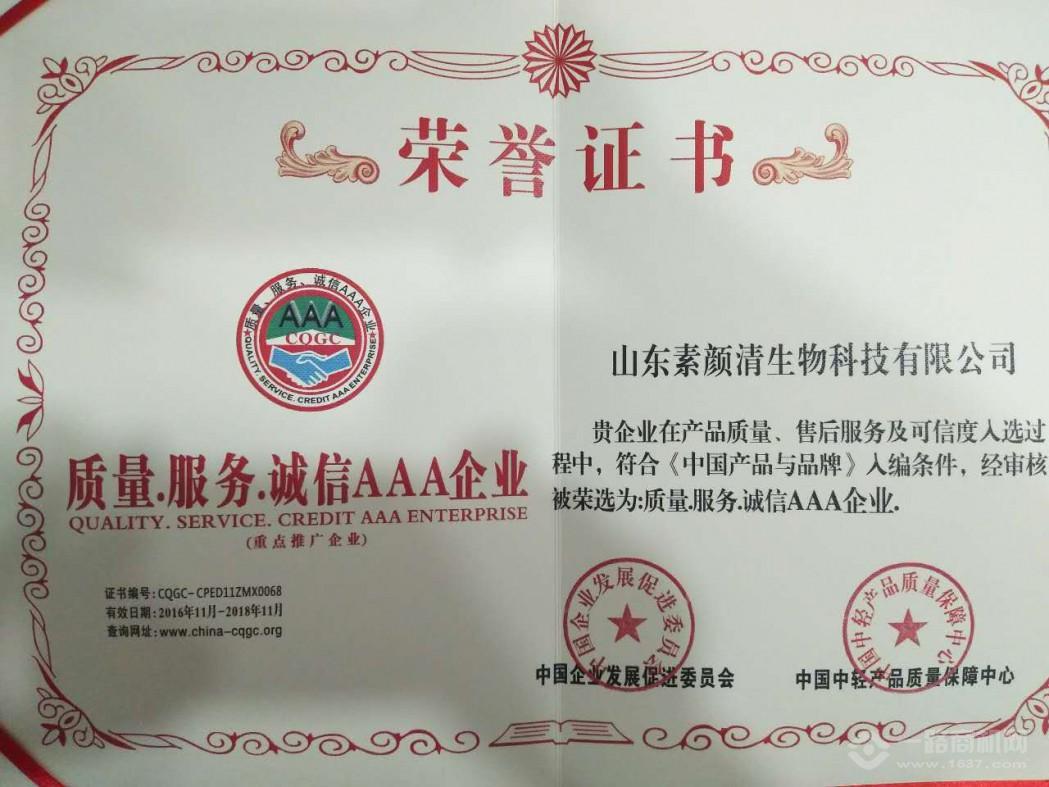 荣誉证书
质量、服务、诚信AAA企业
AAA
CQGC
QUALITY. SERVICE. CREDIT AAA ENTERPRISE
质量.服务.诚信AAA企业
QUALITY. SERVICE. CREDIT AAA ENTERPRISE
(重点推广企业)
证书编号:CQGC-CPED11ZMX0068
有效日期:2016年11月-2018年11月
查询网址:www.china-cqgc.org
山东素颜清生物科技有限公司
贵企业在产品质量、售后服务及可信度入选过
程中，符合《中国产品与品牌》入编条件，经审核
被荣选为:质量.服务.诚信AAA企业.
中国企业发展促进委员会
中国企业发展促进委员会
中国中轻产品质量保障中心
中国中轻产品质量保障中心
一路商机网
www.1637.com